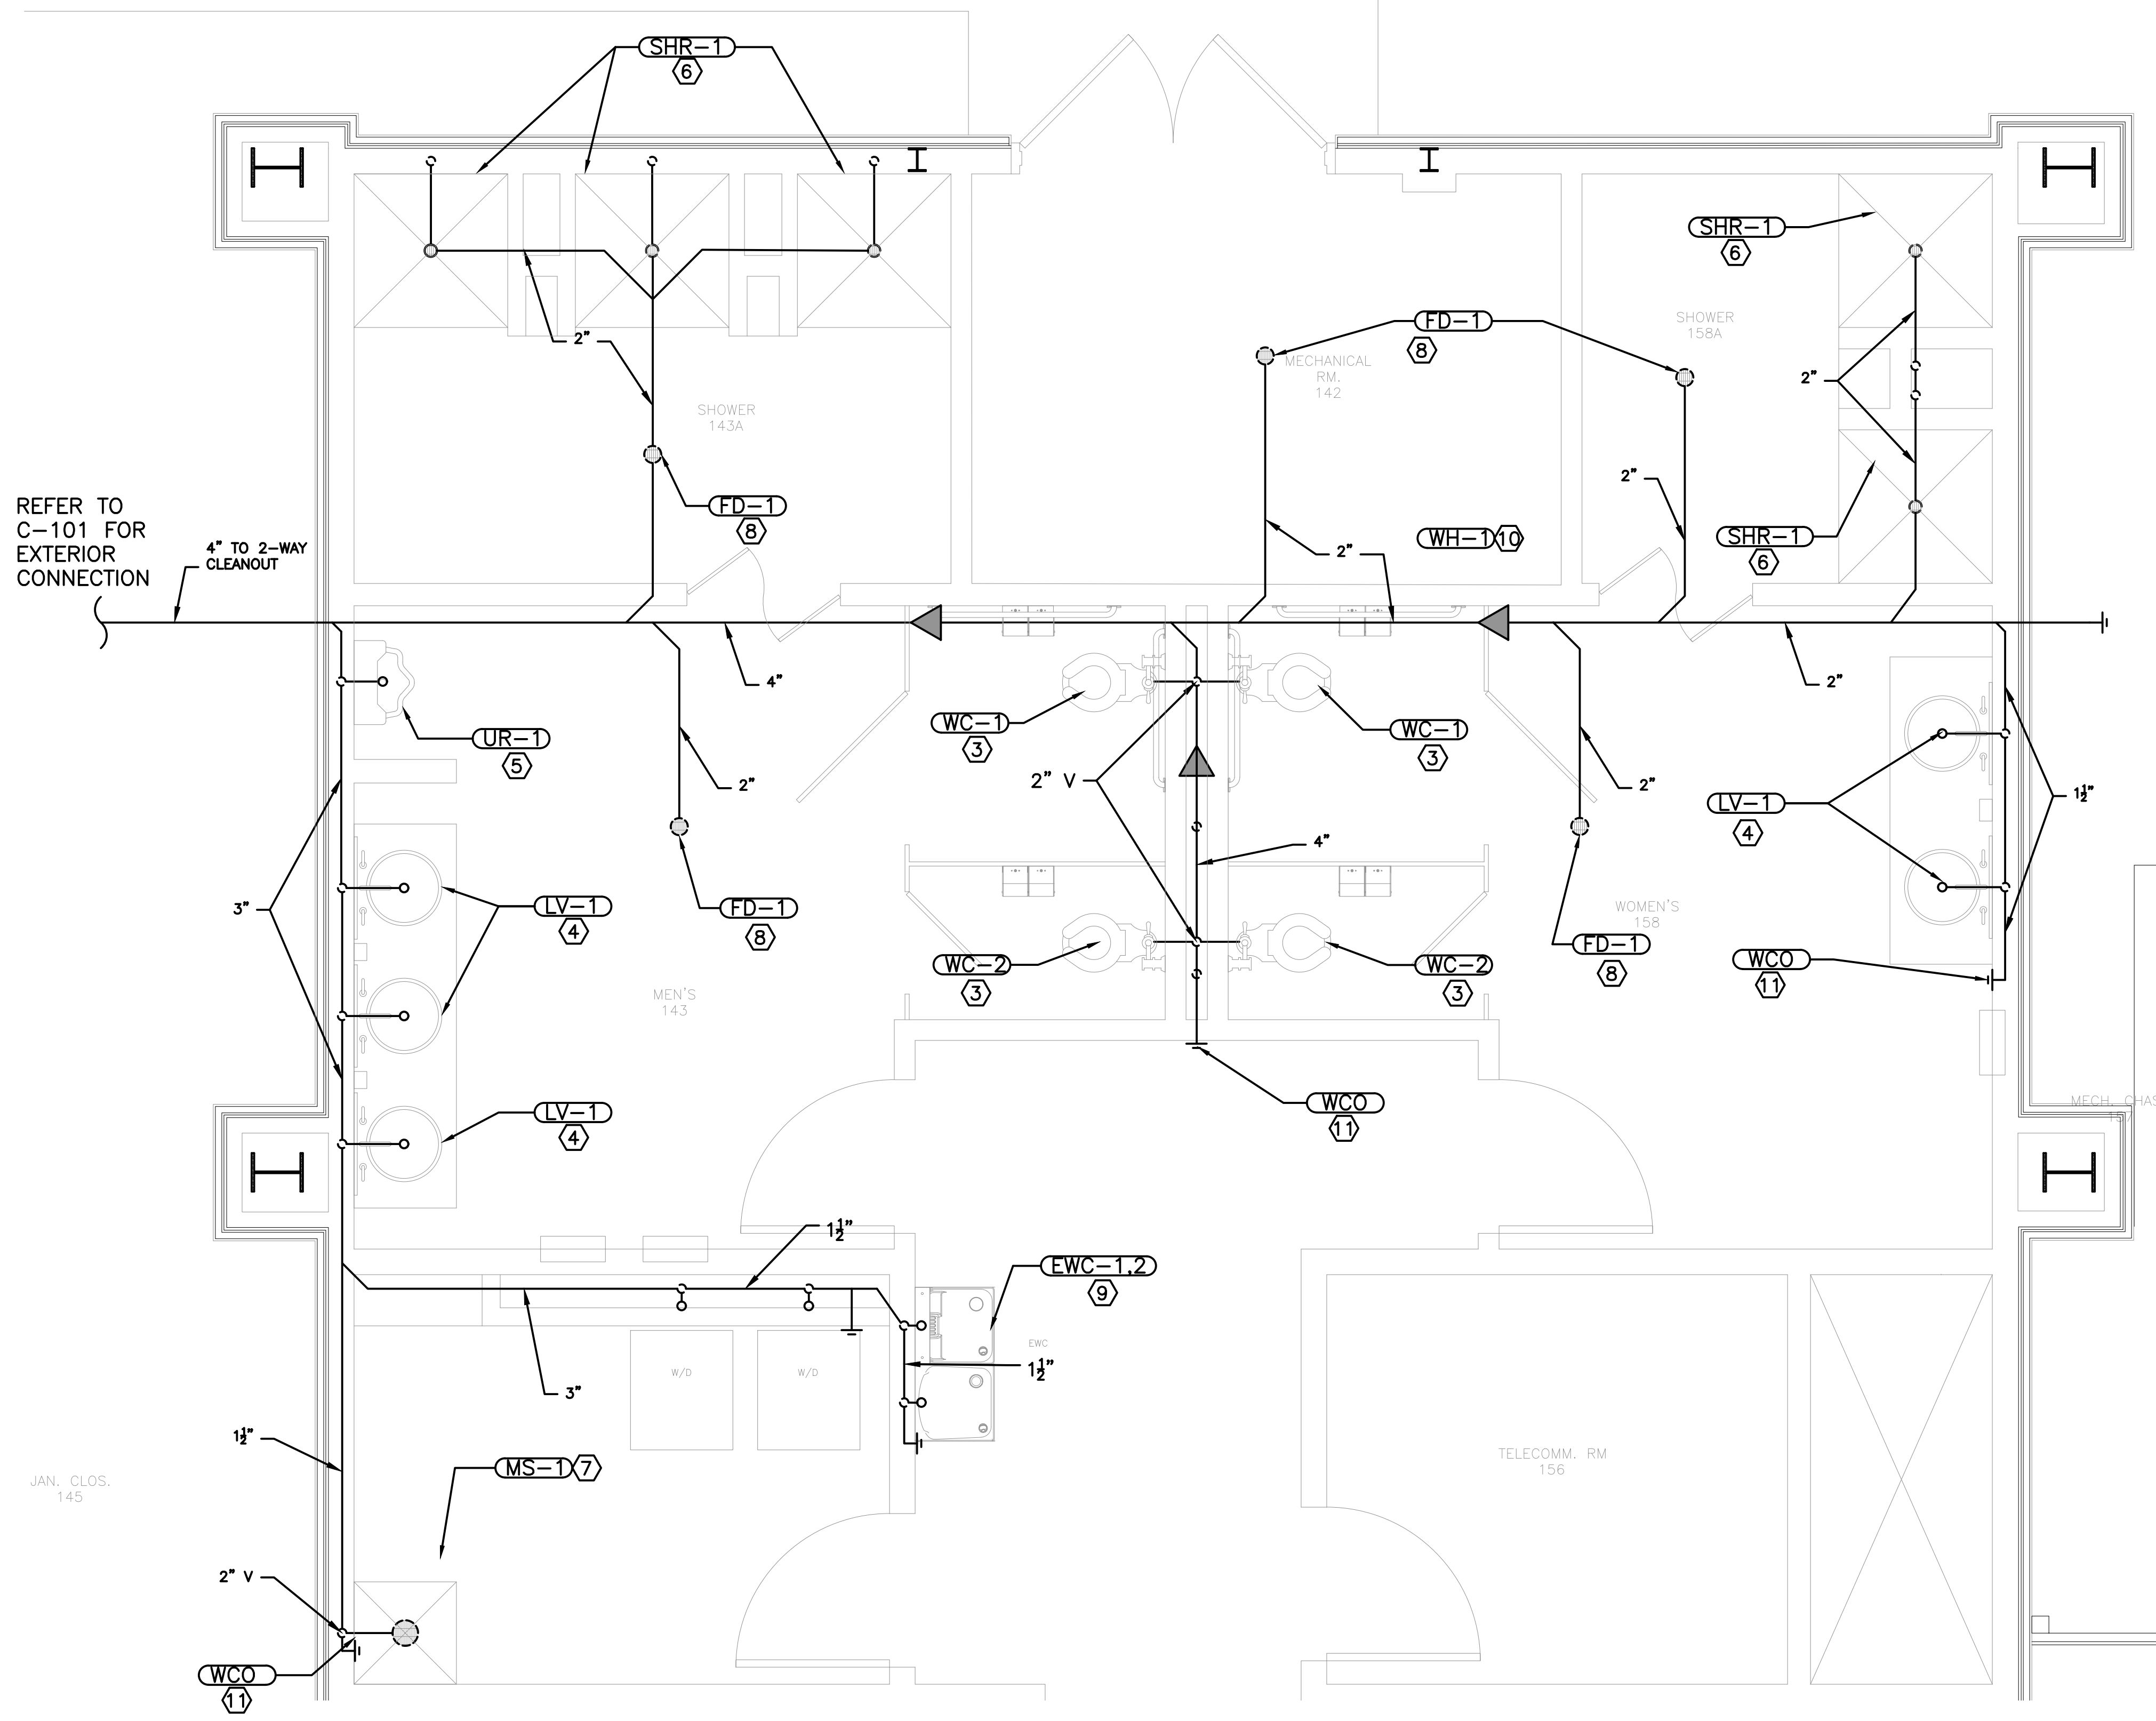 SHR-1
6
SHR-1
6
SHOWER
158A
FD-1
8
MECHANICAL
RM.
142
2”
2”
SHOWER
143A
2”
FD-1
8
WH-1
10
SHR-1
6
REFER TO
C-101 FOR
EXTERIOR
CONNECTION
4” TO 2-WAY
CLEANOUT
2”
4”
2”
UR-1
5
WC-1
3
WC-1
3
2”
2” V
2”
LV-1
4
1½”
4”
3”
LV-1
4
FD-1
8
WOMEN'S
158
FD-1
8
WCO
11
WC-2
3
WC-2
3
MEN'S
143
LV-1
4
WCO
11
MECH. CHAS
157
1½”
EWC-1,2
9
EWC
1½”
W/D
W/D
3”
1½”
MS-1
7
TELECOMM. RM
156
JAN. CLOS.
145
2” V
WCO
11